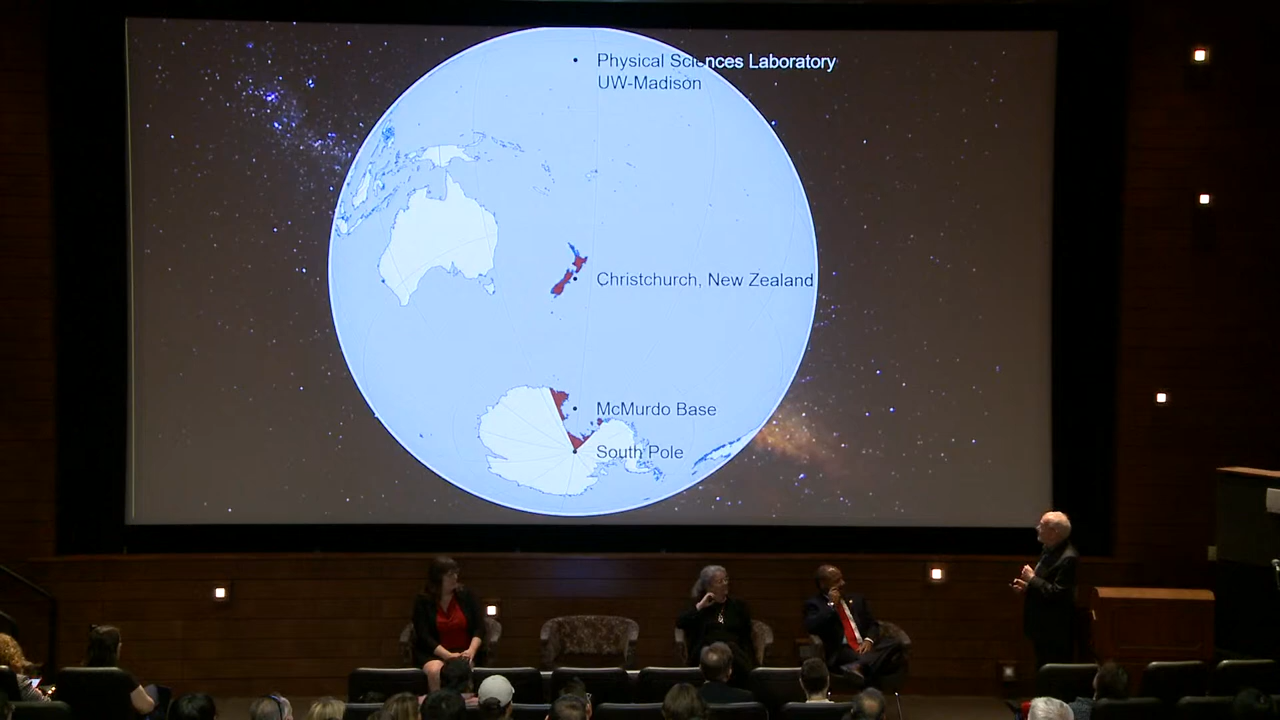 Physical Sciences Laboratory
UW-Madison
Christchurch, New Zealand
McMurdo Base
South Pole